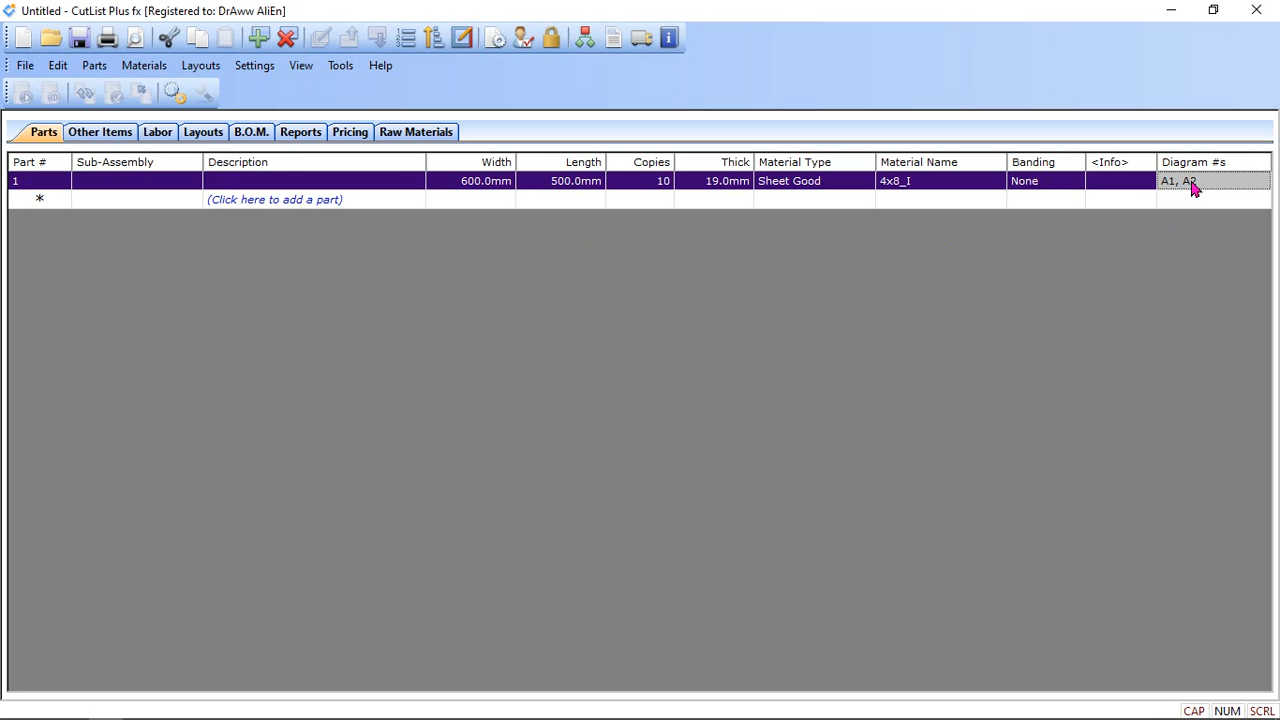 Untitled - CutList Plus fx [Registered to: DrAww AliEn]
File Edit Parts Materials Layouts Settings View Tools Help
Parts Other Items Labor Layouts B.O.M. Reports Pricing Raw Materials
Part # Sub-Assembly Description Width Length Copies Thick Material Type Material Name Banding <Info> Diagram #s
1 600.0mm 500.0mm 10 19.0mm Sheet Good 4x8_I None A1, A2
* (Click here to add a part)
CAP NUM SCRL